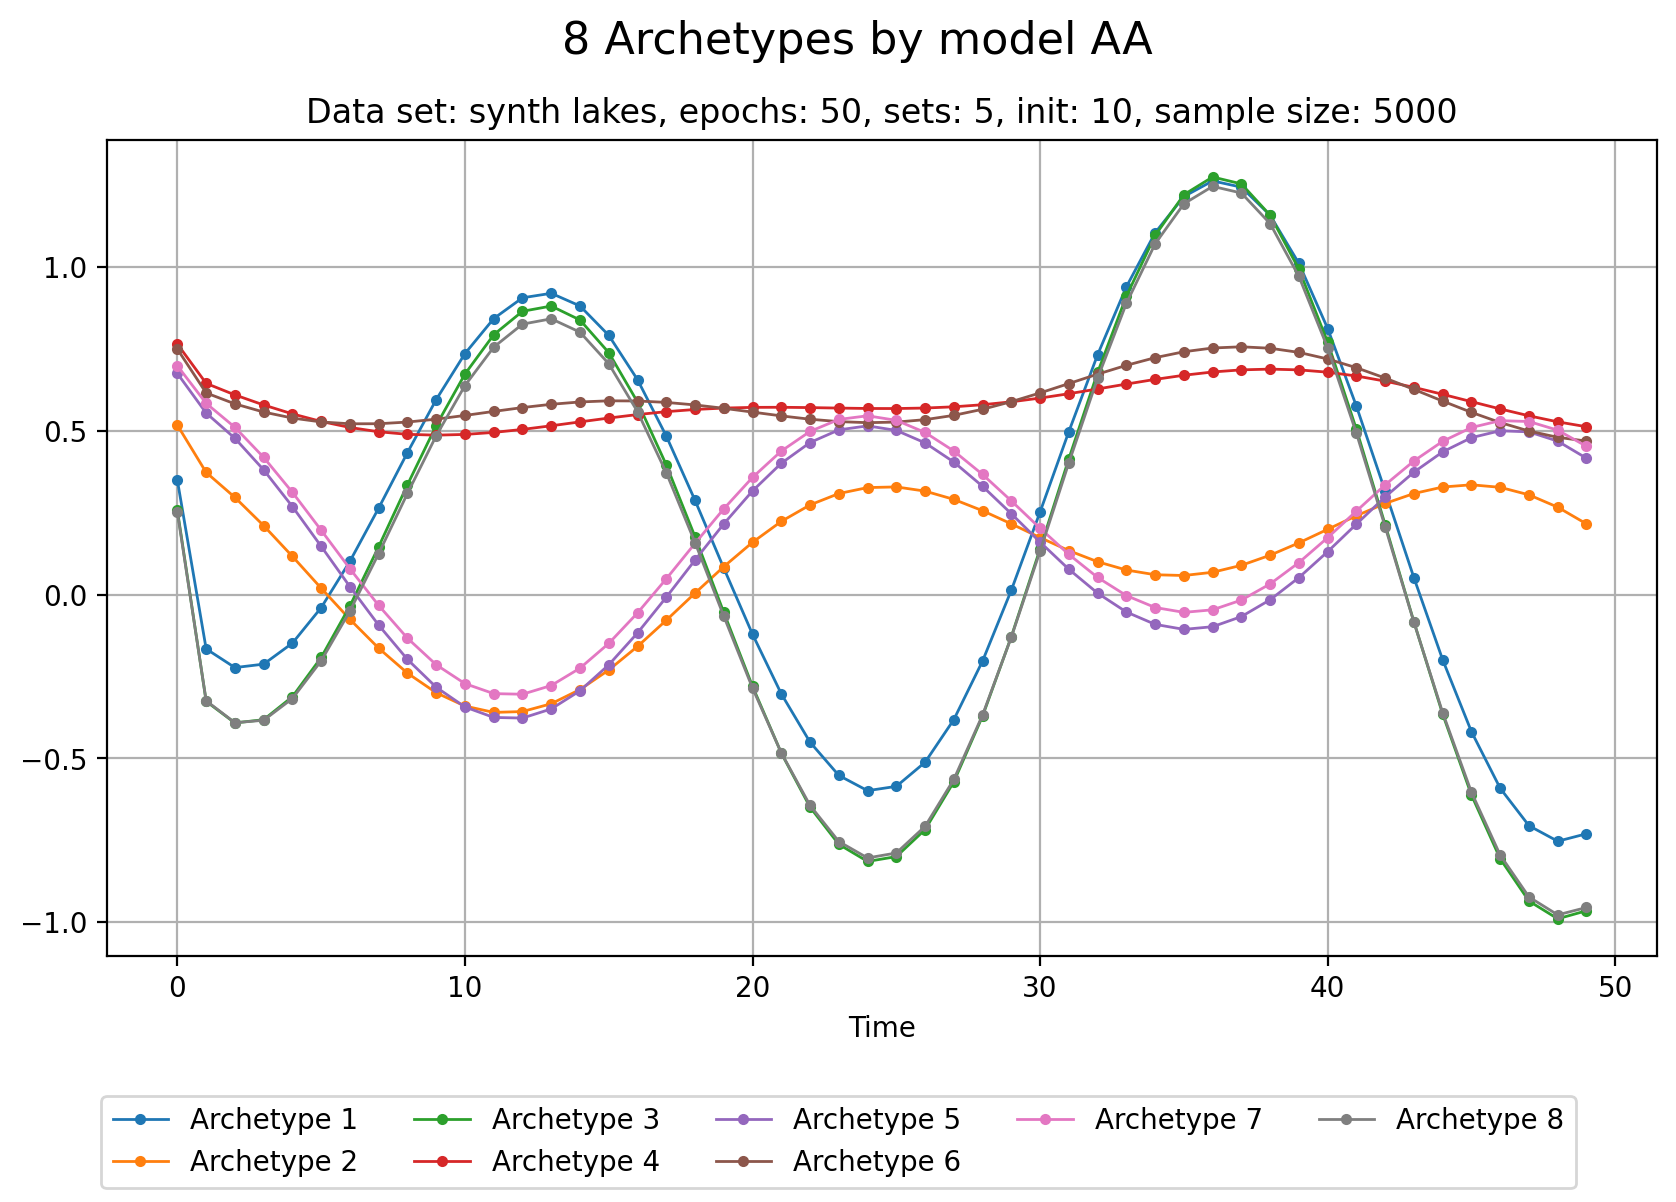 8 Archetypes by model AA
Data set: synth lakes, epochs: 50, sets: 5, init: 10, sample size: 5000
1.0
0.5
0.0
−0.5
−1.0
0 10 20 30 40 50
Time
Archetype 1 Archetype 3 Archetype 5 Archetype 7 Archetype 8
Archetype 2 Archetype 4 Archetype 6